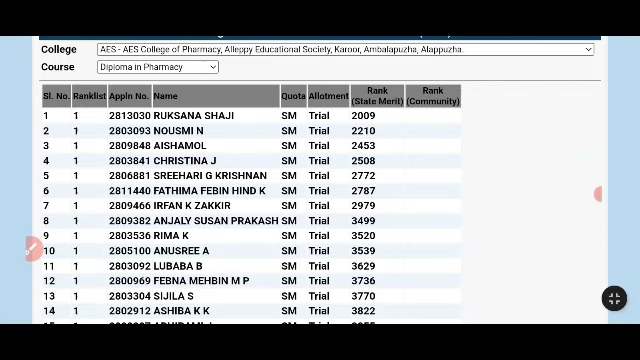 College AES - AES College of Pharmacy, Alleppey Educational Society, Karoor, Ambalapuzha, Alappuzha.
Course Diploma in Pharmacy
Sl. No. Ranklist Appln No. Name Quota Allotment Rank (State Merit) Rank (Community)
1 1 2813030 RUKSANA SHAJI SM Trial 2009
2 1 2803093 NOUSMI N SM Trial 2210
3 1 2809848 AISHAMOL SM Trial 2453
4 1 2803841 CHRISTINA J SM Trial 2508
5 1 2806881 SREEHARI G KRISHNAN SM Trial 2772
6 1 2811440 FATHIMA FEBIN HIND K SM Trial 2787
7 1 2809466 IRFAN K ZAKKIR SM Trial 2979
8 1 2809382 ANJALY SUSAN PRAKASH SM Trial 3499
9 1 2803536 RIMA K SM Trial 3520
10 1 2805100 ANUSREE A SM Trial 3539
11 1 2803092 LUBABA B SM Trial 3629
12 1 2800969 FEBNA MEHBIN M P SM Trial 3736
13 1 2803304 SIJILA S SM Trial 3770
14 1 2802912 ASHIBA K K SM Trial 3822